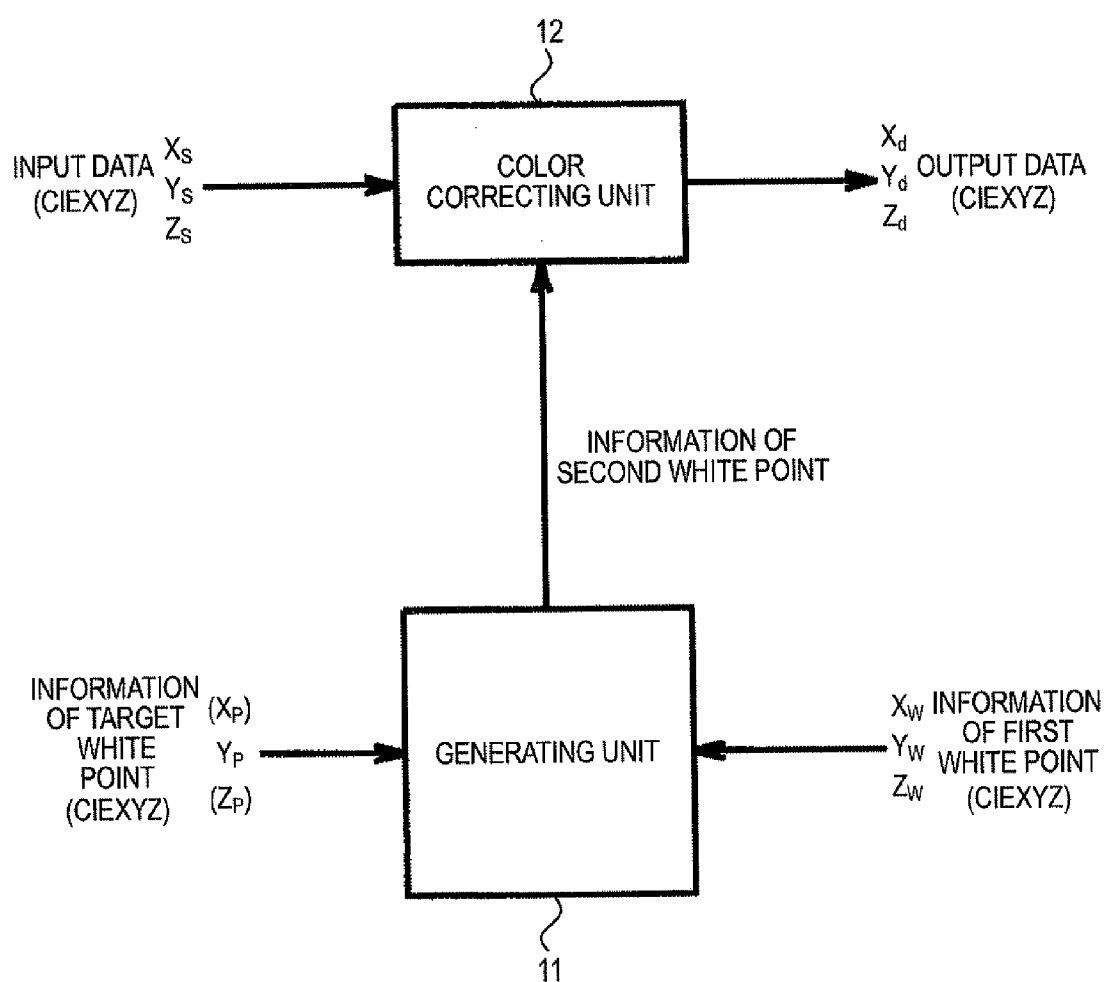 12
INPUT DATA
(CIEXYZ)
XS
YS
ZS
COLOR
CORRECTING UNIT
Xd
Yd
Zd
OUTPUT DATA
(CIEXYZ)
INFORMATION OF
SECOND WHITE POINT
INFORMATION
OF TARGET
WHITE
POINT
(CIEXYZ)
(XP)
YP
(ZP)
GENERATING UNIT
XW
YW
ZW
INFORMATION
OF FIRST
WHITE POINT
(CIEXYZ)
11